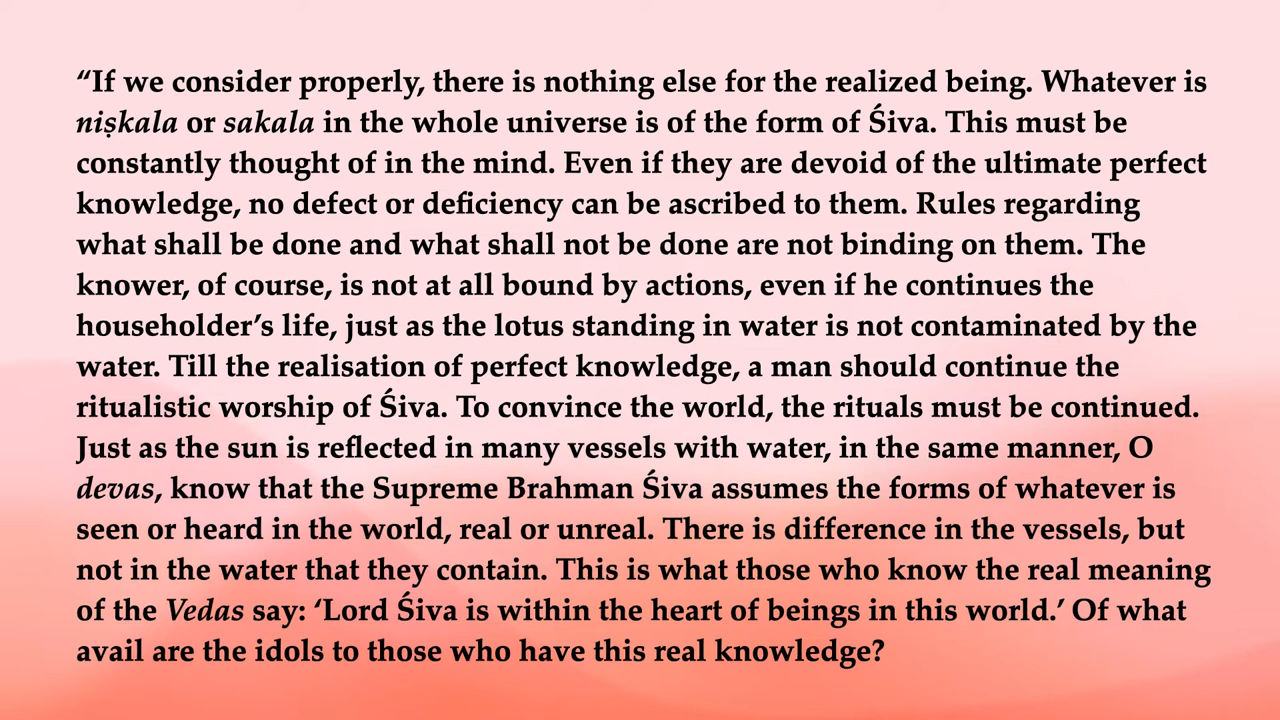 “If we consider properly, there is nothing else for the realized being. Whatever is
niṣkala or sakala in the whole universe is of the form of Śiva. This must be
constantly thought of in the mind. Even if they are devoid of the ultimate perfect
knowledge, no defect or deficiency can be ascribed to them. Rules regarding
what shall be done and what shall not be done are not binding on them. The
knower, of course, is not at all bound by actions, even if he continues the
householder’s life, just as the lotus standing in water is not contaminated by the
water. Till the realisation of perfect knowledge, a man should continue the
ritualistic worship of Śiva. To convince the world, the rituals must be continued.
Just as the sun is reflected in many vessels with water, in the same manner, O
devas, know that the Supreme Brahman Śiva assumes the forms of whatever is
seen or heard in the world, real or unreal. There is difference in the vessels, but
not in the water that they contain. This is what those who know the real meaning
of the Vedas say: ‘Lord Śiva is within the heart of beings in this world.’ Of what
avail are the idols to those who have this real knowledge?